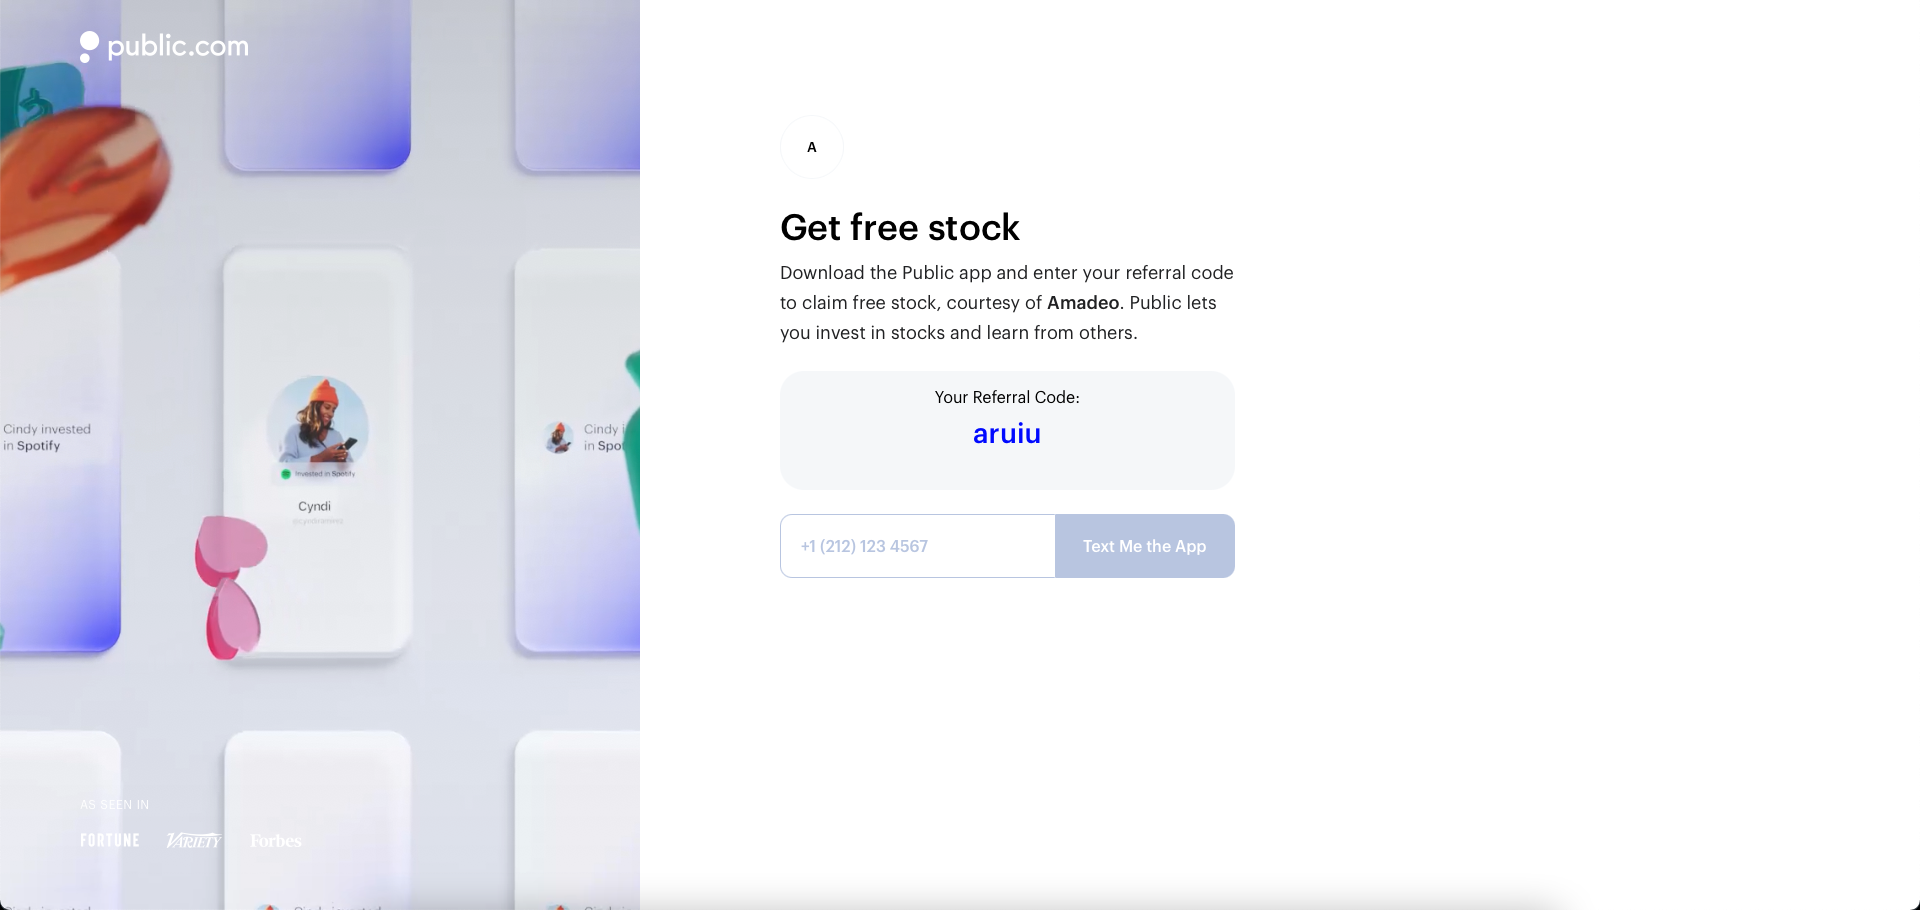 public.com
A
Get free stock
Download the Public app and enter your referral code
to claim free stock, courtesy of Amadeo. Public lets
you invest in stocks and learn from others.
Your Referral Code:
aruiu
+1 (212) 123 4567
Text Me the App
Cindy invested
in Spotify
Invested in Spotify
Cyndi
Cindy i
in Spo
AS SEEN IN
FORTUNE VARIETY Forbes